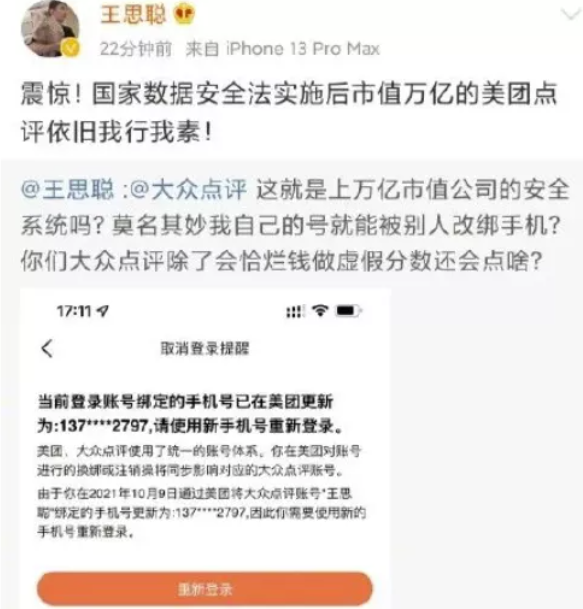 王思聪
22分钟前 来自 iPhone 13 Pro Max
震惊！国家数据安全法实施后市值万亿的美团点
评依旧我行我素！
@王思聪 :@大众点评 这就是上万亿市值公司的安全
系统吗？莫名其妙我自己的号就能被别人改绑手机？
你们大众点评除了会恰烂钱做虚假分数还会点啥？
17:11
取消登录提醒
当前登录账号绑定的手机号已在美团更新
为:137****2797,请使用新手机号重新登录。
美团、大众点评使用了统一的账号体系。你在美团对账号
进行的换绑或注销操将同步影响对应的大众点评账号。
由于你在2021年10月9日通过美团将大众点评账号"王思
聪"绑定的手机号更新为:137****2797,因此你需要使用新的
手机号重新登录。
重新登录